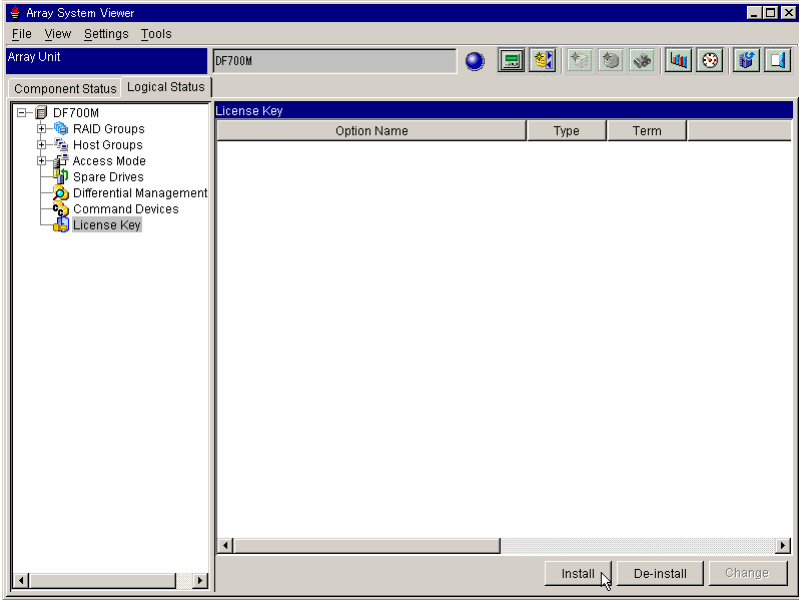 Array System Viewer
File View Settings Tools
Array Unit
DF700M
Component Status Logical Status
DF700M
RAID Groups
Host Groups
Access Mode
Spare Drives
Differential Management
Command Devices
License Key
License Key
Option Name Type Term
Install De-install Change